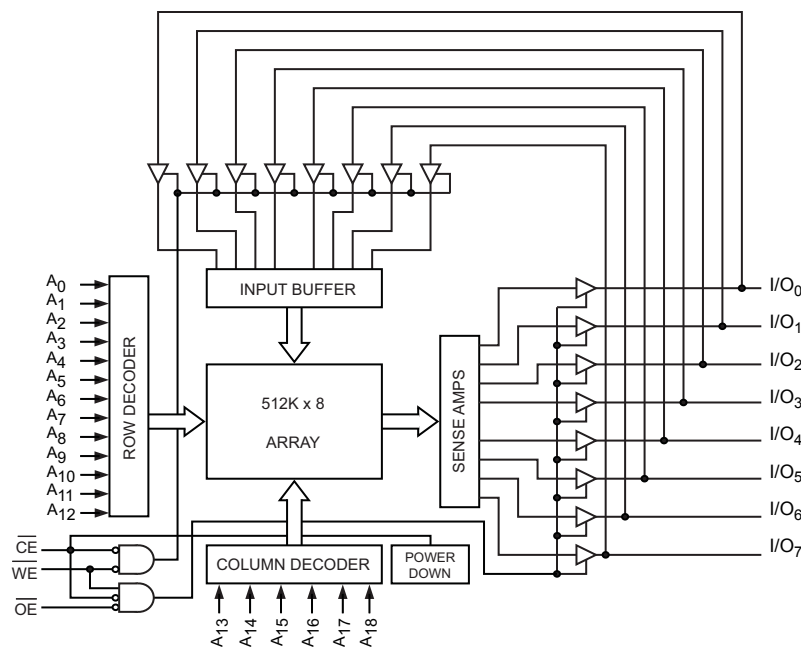 INPUT BUFFER
A0
A1
A2
A3
A4
A5
A6
A7
A8
A9
A10
A11
A12
ROW DECODER
512K x 8
ARRAY
SENSE AMPS
I/O0
I/O1
I/O2
I/O3
I/O4
I/O5
I/O6
I/O7
CE
WE
OE
COLUMN DECODER
POWER
DOWN
A13
A14
A15
A16
A17
A18